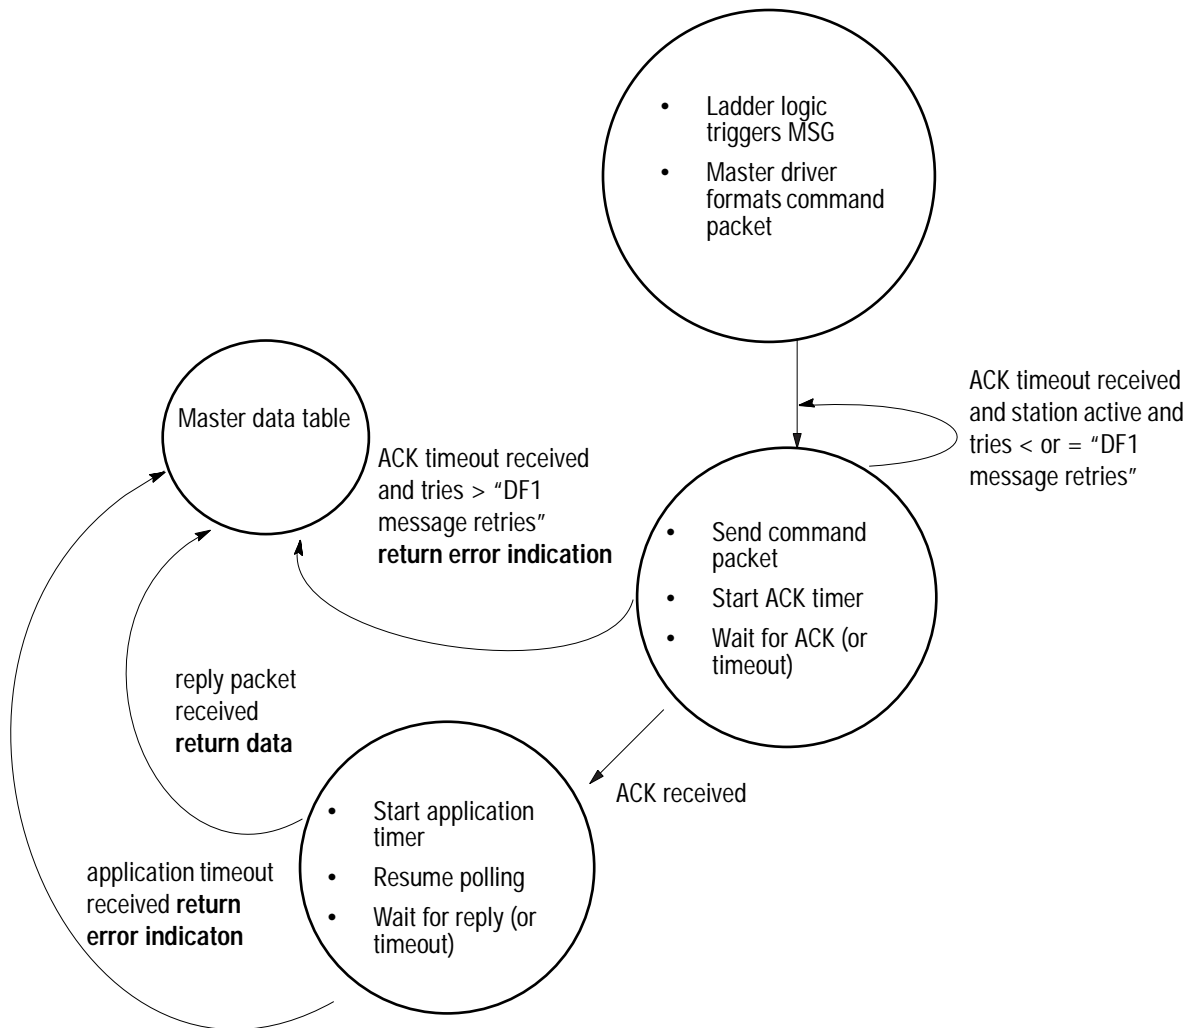 • Ladder logic
triggers MSG
• Master driver
formats command
packet
ACK timeout received
and station active and
tries < or = “DF1
message retries”
Master data table
ACK timeout received
and tries > “DF1
message retries”
return error indication
• Send command
packet
• Start ACK timer
• Wait for ACK (or
timeout)
reply packet
received
return data
ACK received
• Start application
timer
• Resume polling
• Wait for reply (or
timeout)
application timeout
received return
error indicaton